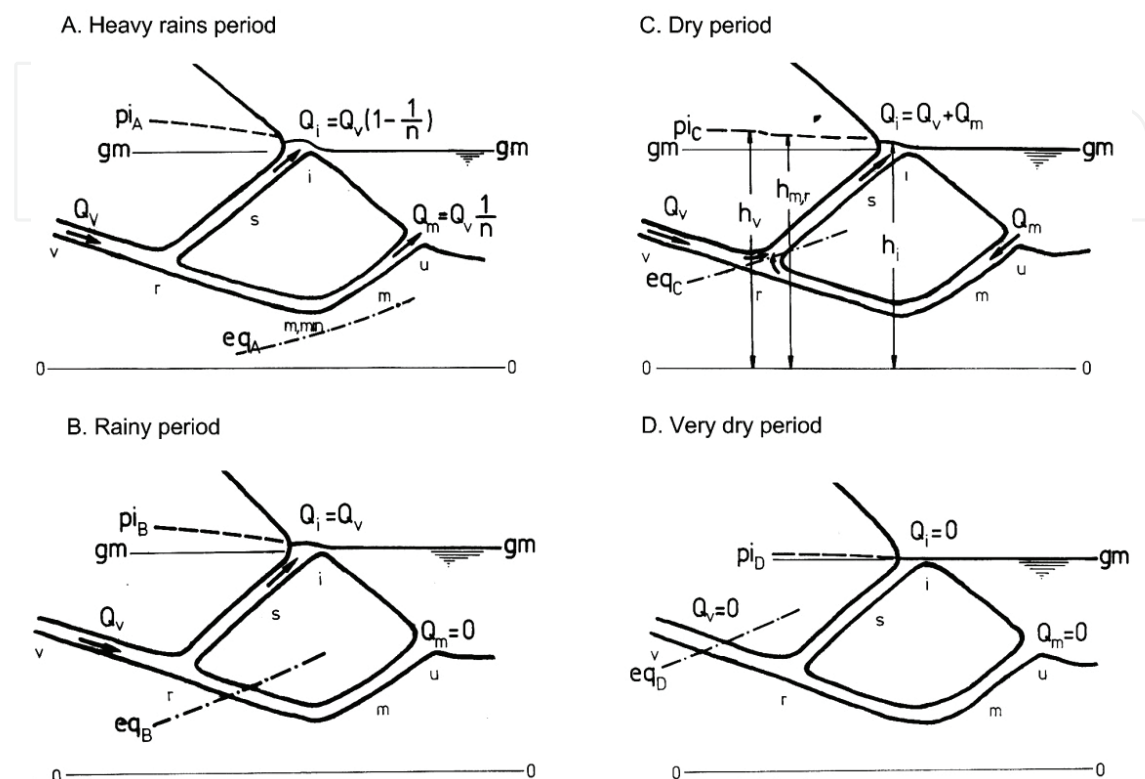 A. Heavy rains period
pi_A
Q_i=Q_v(1-1/n)
gm
gm
Q_v
i
s
Q_m=Q_v 1/n
v
r
u
m
m,min
eq_A
0
0
C. Dry period
pi_C
Q_i=Q_v+Q_m
gm
gm
h_m,r
h_v
h_i
Q_v
i
s
Q_m
v
eq_C
r
u
m
0
0
B. Rainy period
pi_B
Q_i=Q_v
gm
gm
i
s
Q_v
Q_m=0
v
r
u
m
eq_B
0
0
D. Very dry period
Q_i=0
pi_D
gm
i
Q_v=0
s
Q_m=0
v
eq_D
r
u
m
0
0